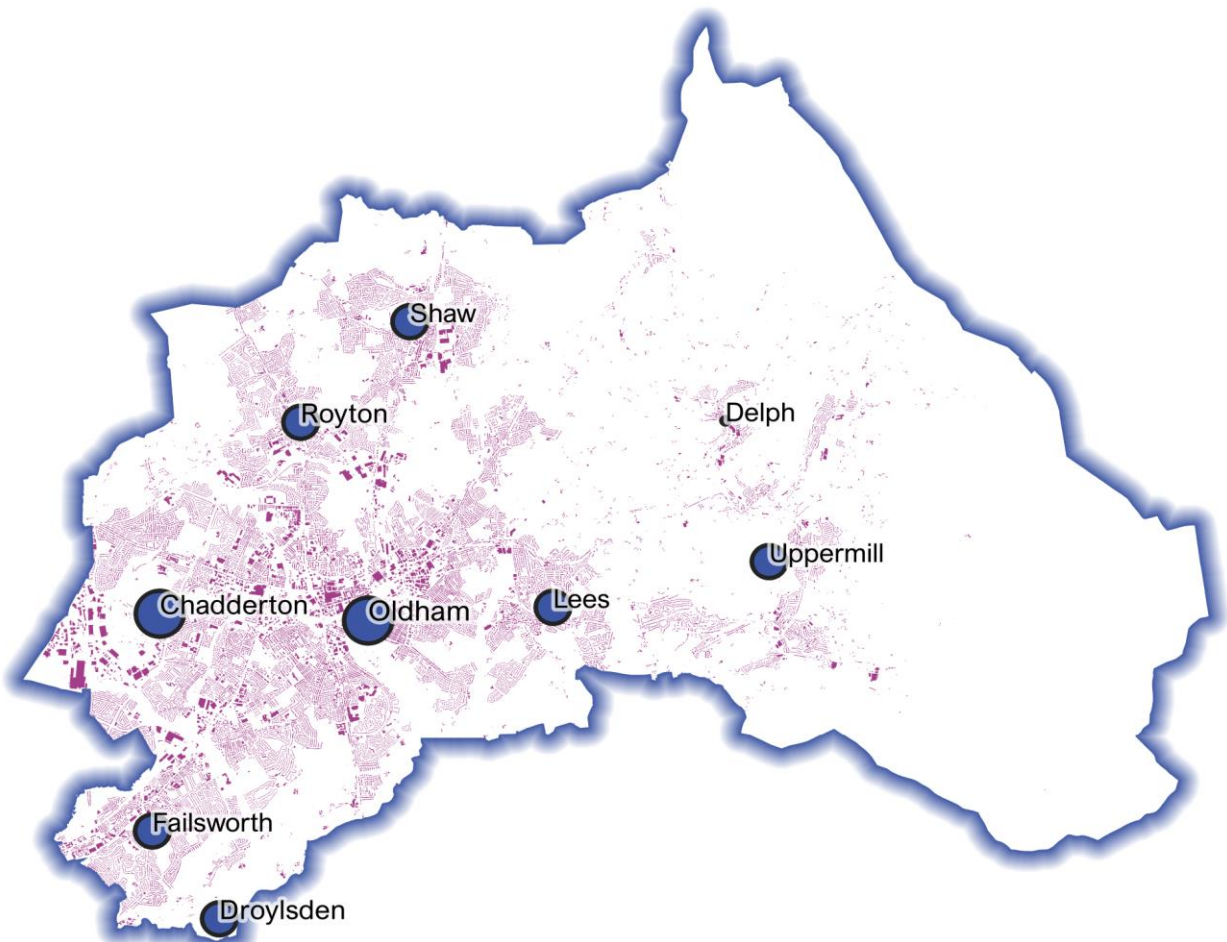 Shaw
Royton
Delph
Uppermill
Chadderton
Oldham
Lees
Failsworth
Droylsden